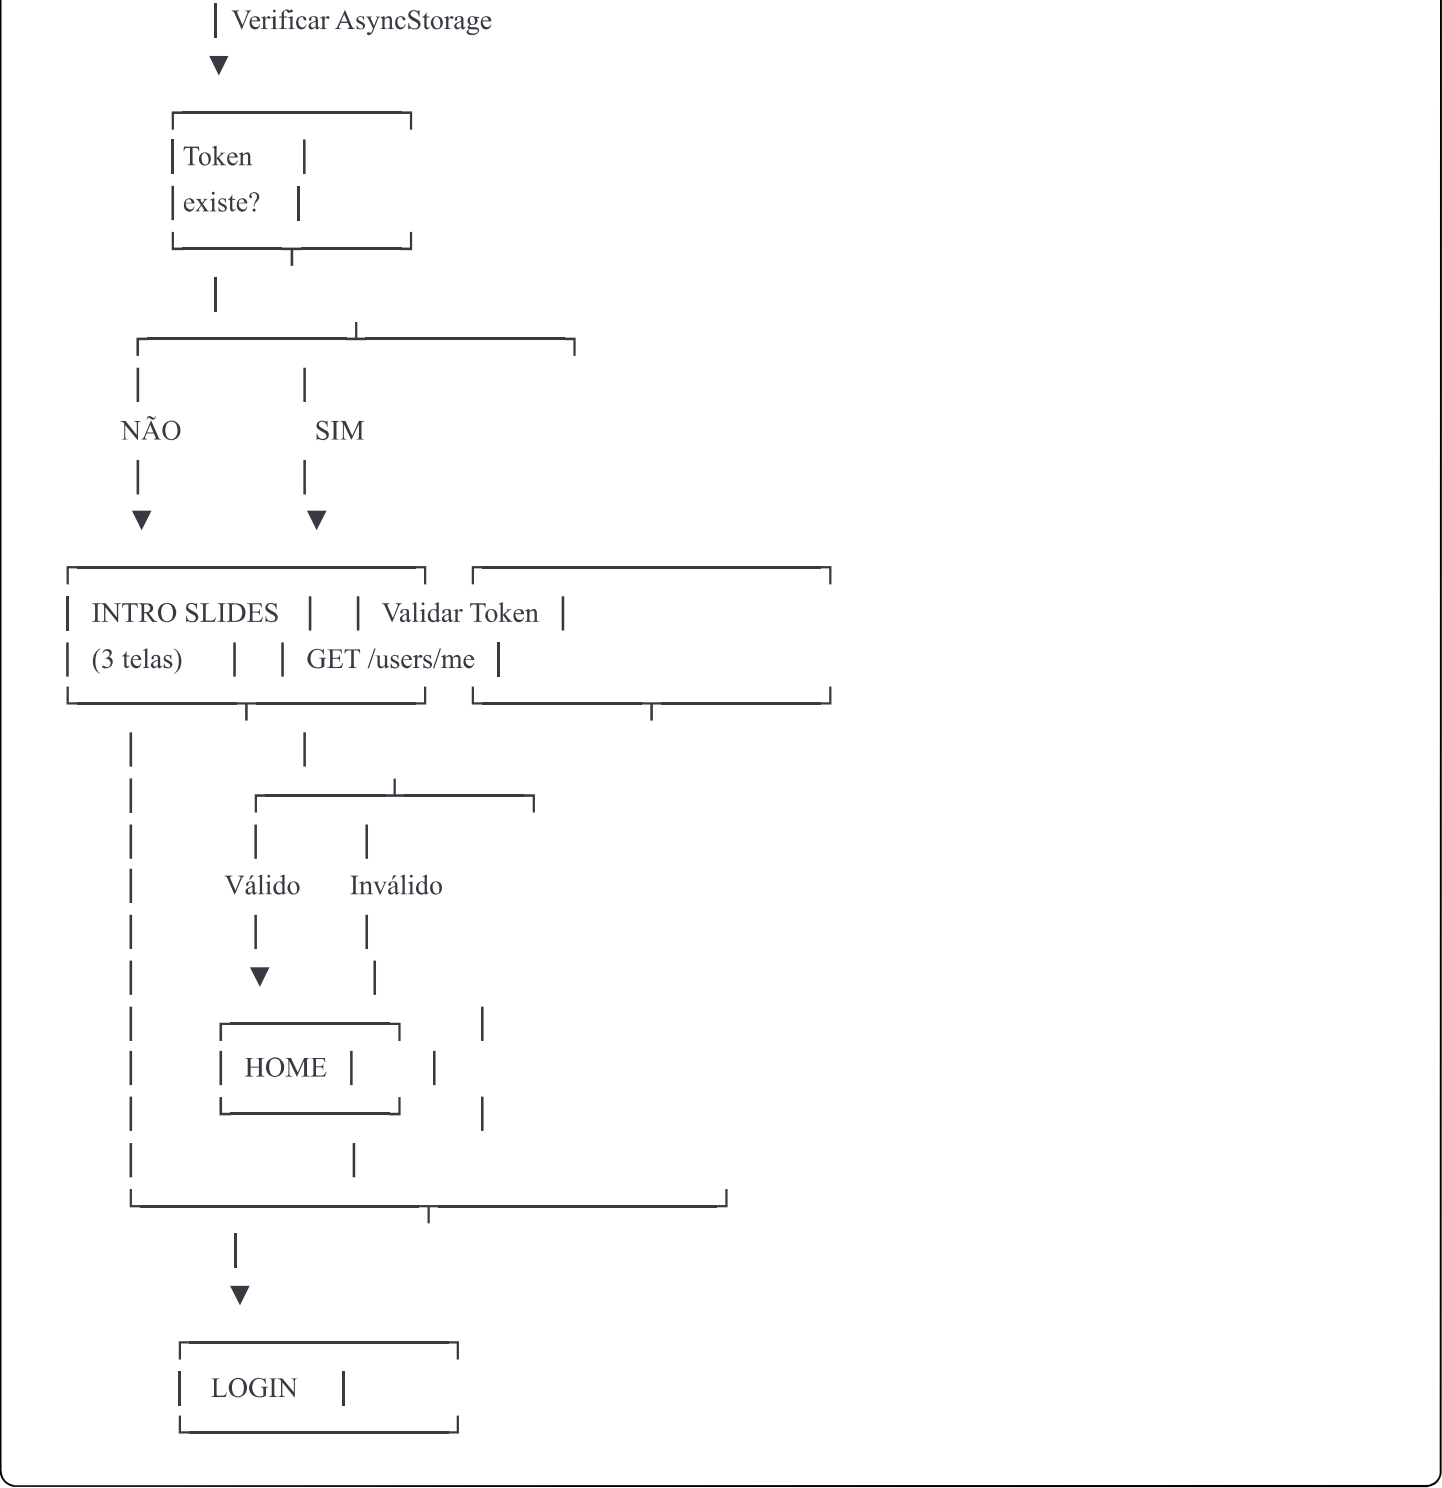 Verificar AsyncStorage
Token
existe?
NÃO SIM
INTRO SLIDES Validar Token
(3 telas) GET /users/me
Válido Inválido
HOME
LOGIN